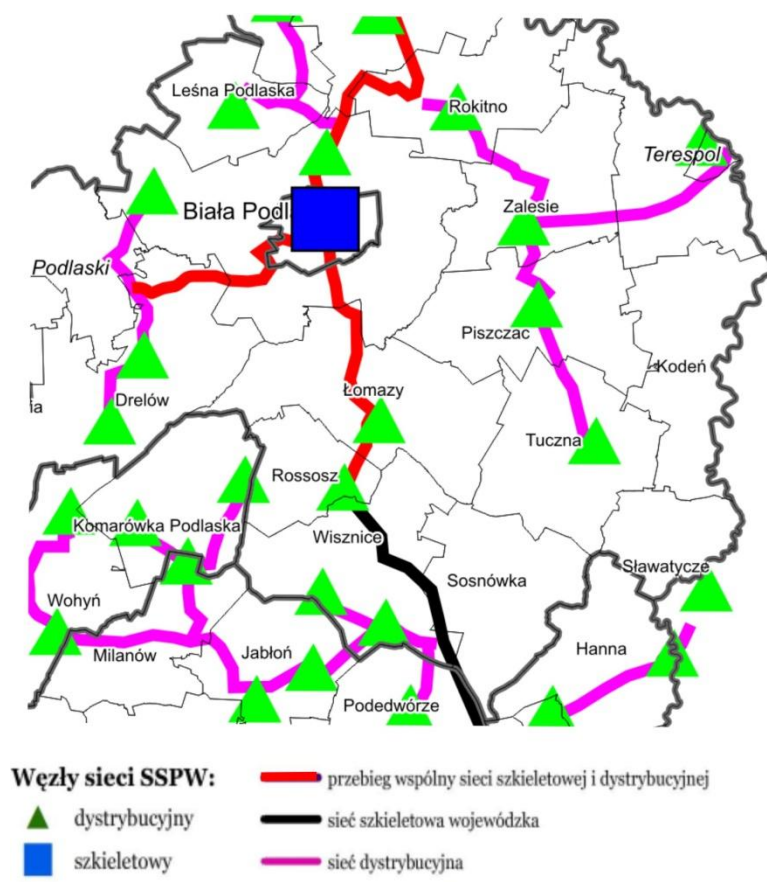 Leśna Podlaska
Rokitno
Terespol
Biała Podl
Zalesie
Podlaski
Piszczac
Kodeń
Łomazy
Drelów
Tuczna
Rossosz
Komarówka Podlaska
Wisznice
Sławatycze
Sosnówka
Wohyń
Hanna
Jabłoń
Milanów
Podedwórze
Węzły sieci SSPW:
dystrybucyjny
szkieletowy
przebieg wspólny sieci szkieletowej i dystrybucyjnej
sieć szkieletowa wojewódzka
sieć dystrybucyjna